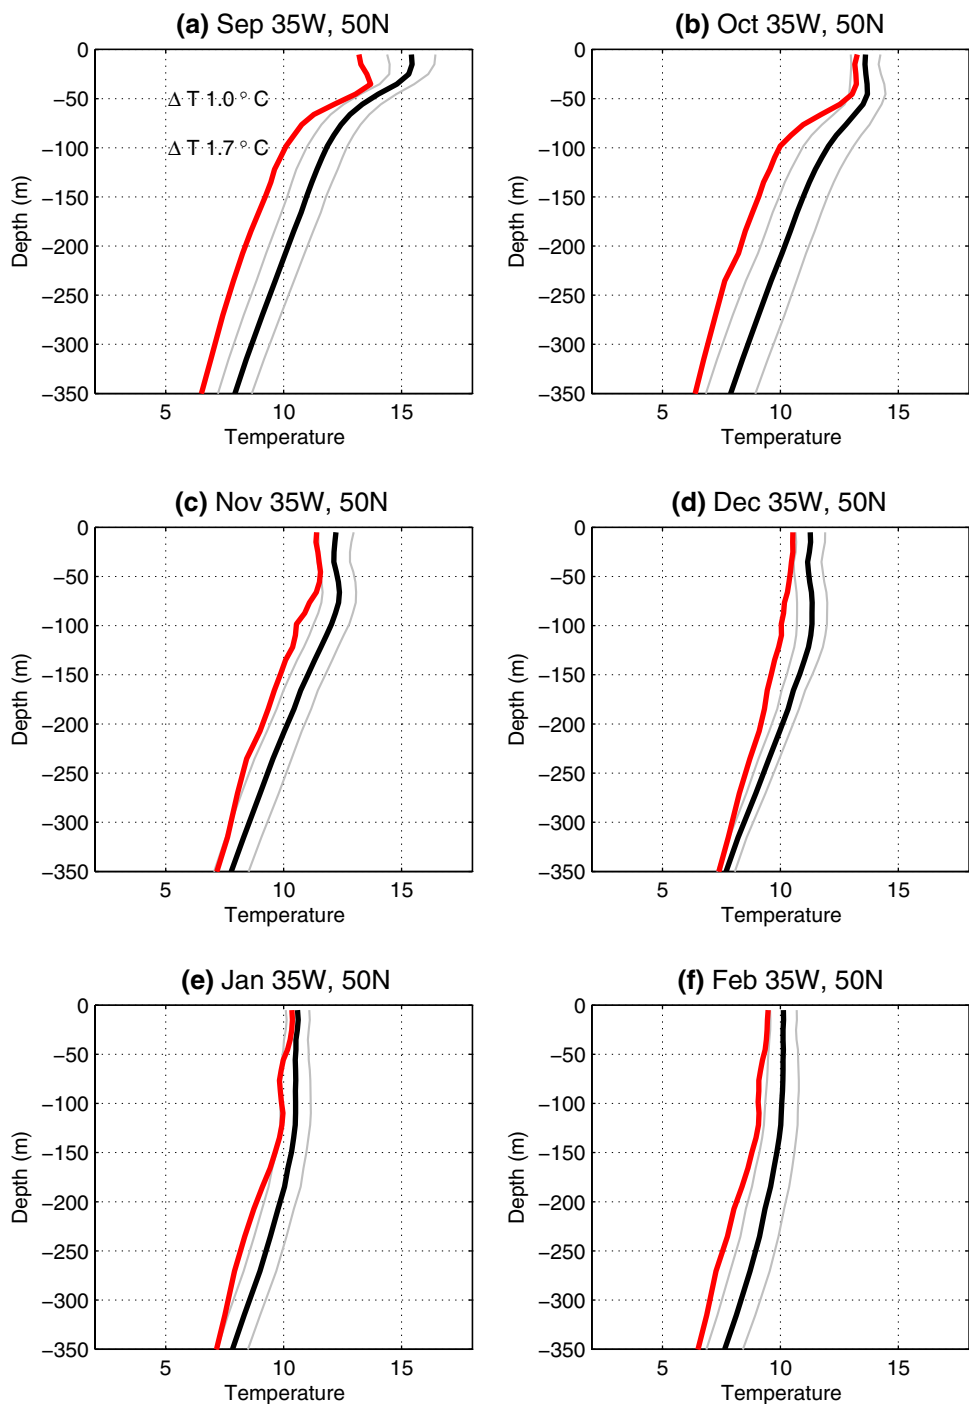 (a) Sep 35W, 50N
0
−50
−100
−150
−200
−250
−300
−350
Depth (m)
Δ T 1.0 ° C
Δ T 1.7 ° C
5 10 15
Temperature
(b) Oct 35W, 50N
0
−50
−100
−150
−200
−250
−300
−350
Depth (m)
5 10 15
Temperature
(c) Nov 35W, 50N
0
−50
−100
−150
−200
−250
−300
−350
Depth (m)
5 10 15
Temperature
(d) Dec 35W, 50N
0
−50
−100
−150
−200
−250
−300
−350
Depth (m)
5 10 15
Temperature
(e) Jan 35W, 50N
0
−50
−100
−150
−200
−250
−300
−350
Depth (m)
5 10 15
Temperature
(f) Feb 35W, 50N
0
−50
−100
−150
−200
−250
−300
−350
Depth (m)
5 10 15
Temperature